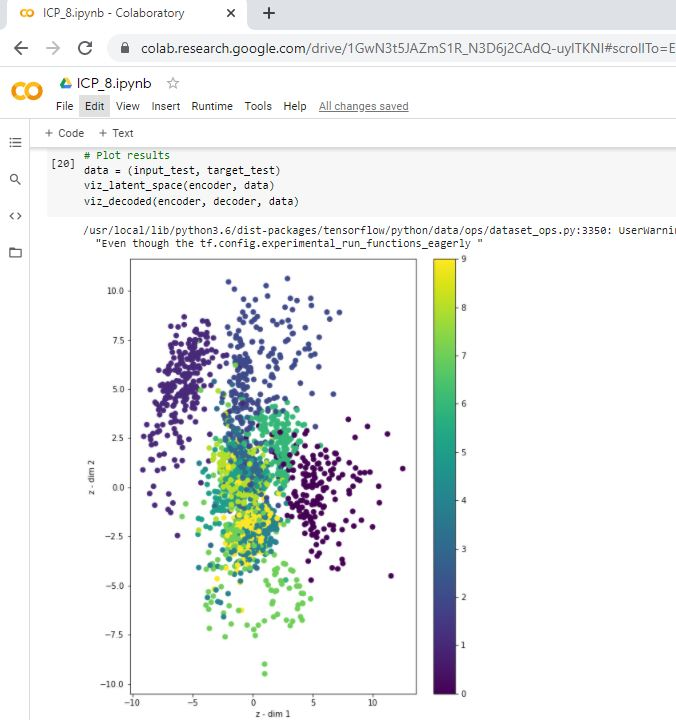 ICP_8.ipynb - Colaboratory
colab.research.google.com/drive/1GwN3t5JAZmS1R_N3D6j2CAdQ-uyITKNI#scrollTo=E
ICP_8.ipynb
File Edit View Insert Runtime Tools Help All changes saved
+ Code + Text
[20] # Plot results
data = (input_test, target_test)
viz_latent_space(encoder, data)
viz_decoded(encoder, decoder, data)
/usr/local/lib/python3.6/dist-packages/tensorflow/python/data/ops/dataset_ops.py:3350: UserWarnin
"Even though the tf.config.experimental_run_functions_eagerly "
10.0
7.5
5.0
2.5
0.0
−2.5
−5.0
−7.5
−10.0
z - dim 2
−10 −5 0 5 10
z - dim 1
9
8
7
6
5
4
3
2
1
0